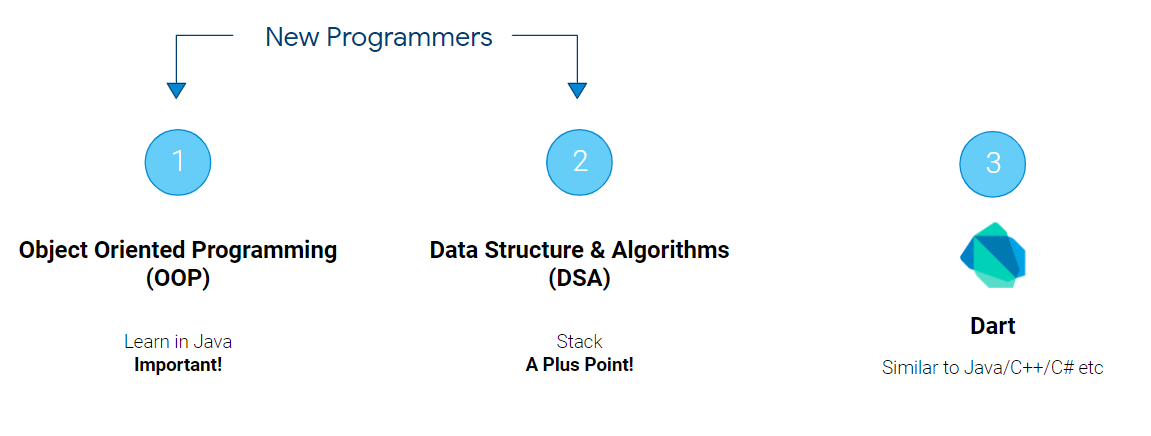 New Programmers
1
2
3
Object Oriented Programming
(OOP)
Data Structure & Algorithms
(DSA)
Dart
Learn in Java
Important!
Stack
A Plus Point!
Similar to Java/C++/C# etc